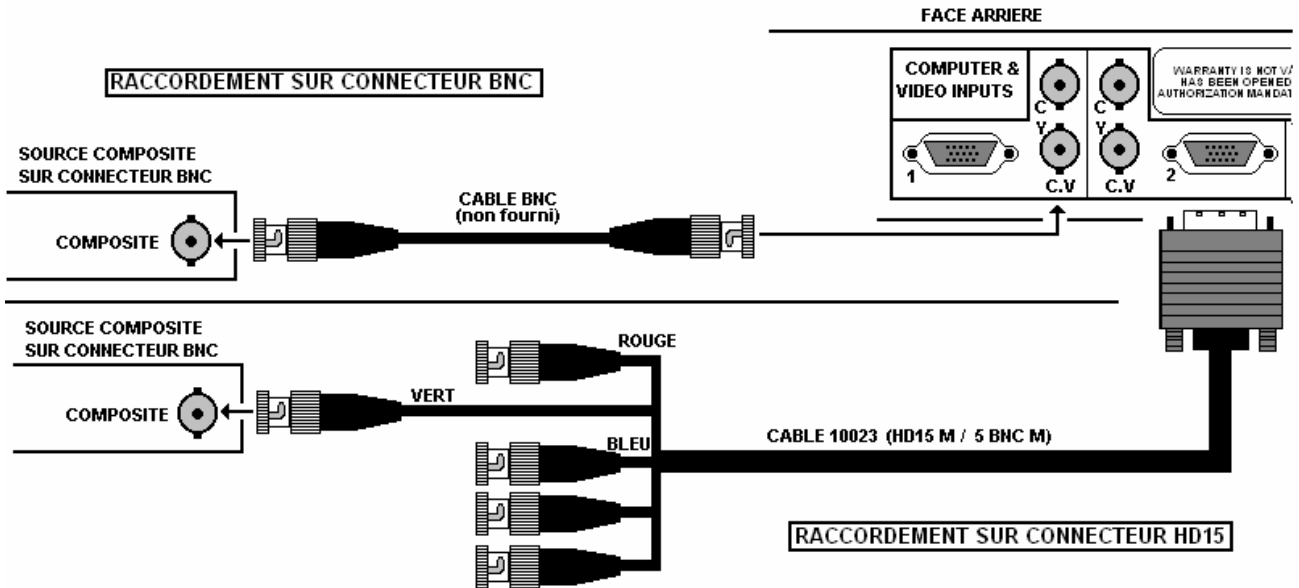 FACE ARRIERE
RACCORDEMENT SUR CONNECTEUR BNC
COMPUTER &
VIDEO INPUTS
C
C
WARRANTY IS NOT
HAS BEEN OPENED
AUTHORIZATION
Y
Y
1
C.V
C.V
2
SOURCE COMPOSITE
SUR CONNECTEUR BNC
CABLE BNC
(non fourni)
COMPOSITE
SOURCE COMPOSITE
SUR CONNECTEUR BNC
ROUGE
VERT
COMPOSITE
BLEU
CABLE 10023 (HD15 M / 5 BNC M)
RACCORDEMENT SUR CONNECTEUR HD15